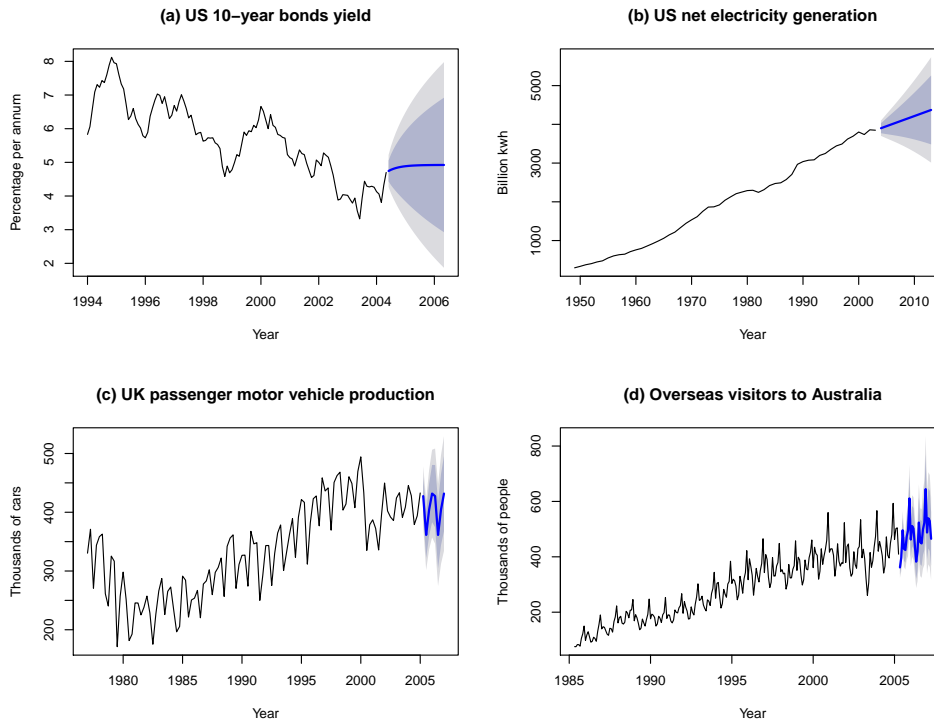 (a) US 10−year bonds yield
Percentage per annum
8
7
6
5
4
3
2
1994 1996 1998 2000 2002 2004 2006
Year
(b) US net electricity generation
Billion kwh
5000
3000
1000
1950 1960 1970 1980 1990 2000 2010
Year
(c) UK passenger motor vehicle production
Thousands of cars
500
400
300
200
1980 1985 1990 1995 2000 2005
Year
(d) Overseas visitors to Australia
Thousands of people
800
600
400
200
1985 1990 1995 2000 2005
Year